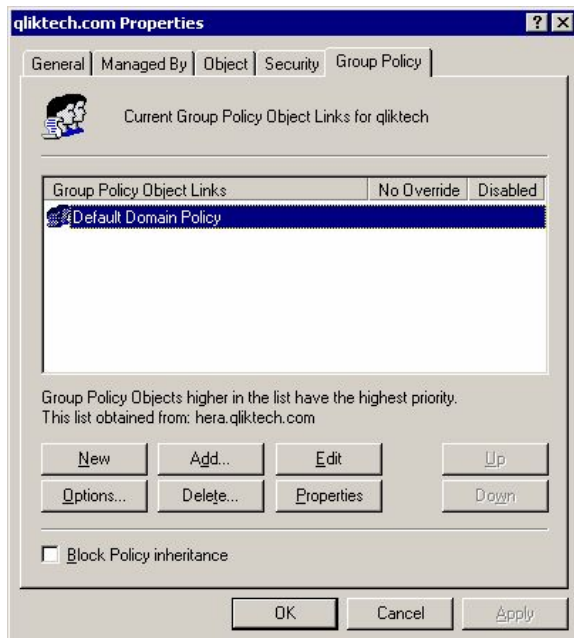 qliktech.com Properties
General Managed By Object Security Group Policy
Current Group Policy Object Links for qliktech
Group Policy Object Links No Override Disabled
Default Domain Policy
Group Policy Objects higher in the list have the highest priority.
This list obtained from: hera.qliktech.com
New Add... Edit Up
Options... Delete... Properties Down
Block Policy inheritance
OK Cancel Apply